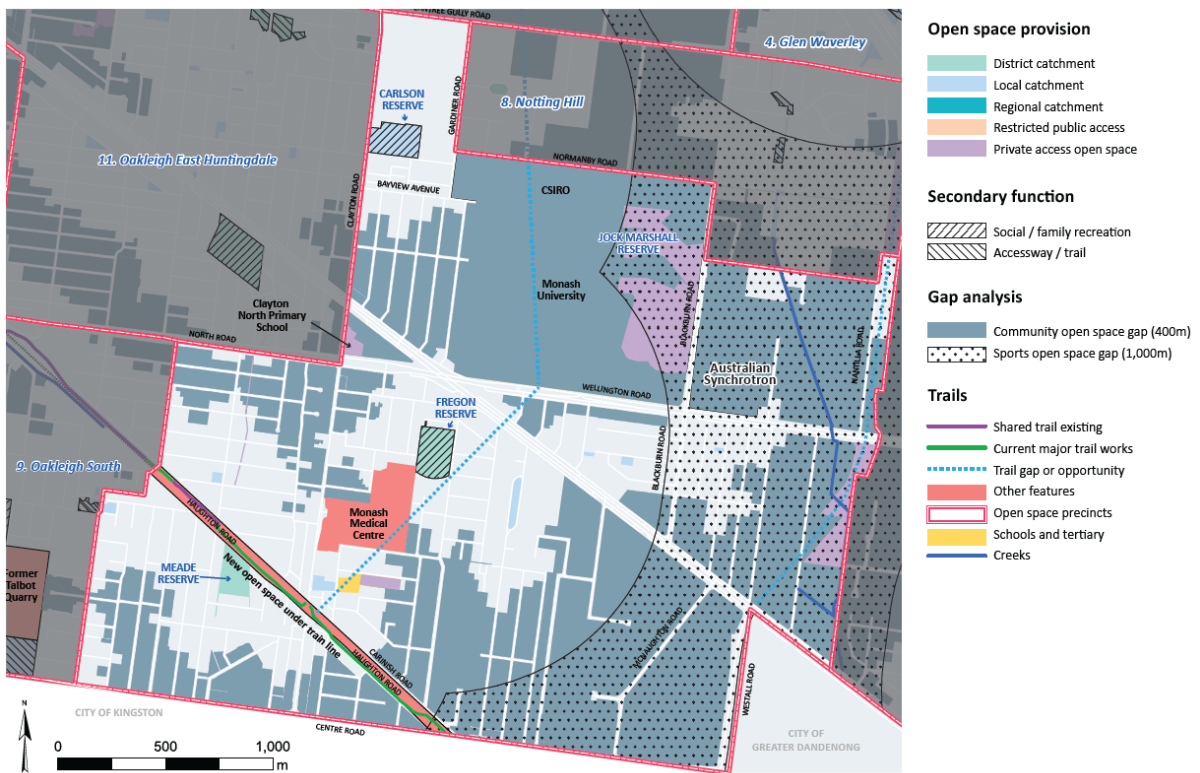 4. Glen Waverley
8. Notting Hill
CARLSON
RESERVE
GARDINER ROAD
11. Oakleigh East Huntingdale
NORMANBY ROAD
CSIRO
BAYVIEW AVENUE
CLAYTON ROAD
JOCK MARSHALL
RESERVE
Monash
University
Clayton
North Primary
School
BLACKBURN ROAD
NORTH ROAD
Australian
Synchrotron
NANTILLA ROAD
WELLINGTON ROAD
FREGON
RESERVE
BLACKBURN ROAD
9. Oakleigh South
HAUGHTON ROAD
Monash
Medical
Centre
MEADE
RESERVE
Former
Talbot
Quarry
New open space under train line
CARINISH ROAD
HAUGHTON ROAD
MCNAUGHTON ROAD
WESTALL ROAD
CITY OF KINGSTON
CENTRE ROAD
CITY OF
GREATER DANDENONG
N
0 500 1,000
m
Open space provision
District catchment
Local catchment
Regional catchment
Restricted public access
Private access open space
Secondary function
Social / family recreation
Accessway / trail
Gap analysis
Community open space gap (400m)
Sports open space gap (1,000m)
Trails
Shared trail existing
Current major trail works
Trail gap or opportunity
Other features
Open space precincts
Schools and tertiary
Creeks